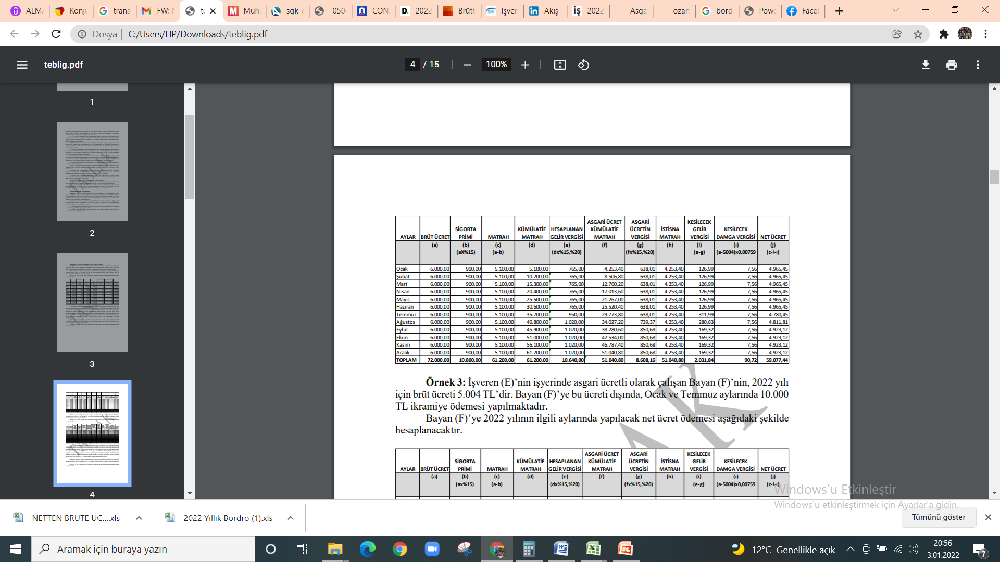 ALM
Konju
trans
FW: N
te
Muha
sgk-g
-050
CON
2022
Brütt
İşver
Akış
2022
Asga
ozan
bord
Powe
Facel
Dosya | C:/Users/HP/Downloads/teblig.pdf
teblig.pdf
4 / 15
100%
1
2
3
4
AYLAR BRÜT ÜCRET SİGORTA PRİMİ MATRAH KÜMÜLATİF MATRAH HESAPLANAN GELİR VERGİSİ ASGARİ ÜCRET KÜMÜLATİF MATRAH ASGARİ ÜCRETİN VERGİSİ İSTİSNA MATRAH KESİLECEK GELİR VERGİSİ KESİLECEK DAMGA VERGİSİ NET ÜCRET
(a) (b) (aX%15) (c) (a-b) (d) (e) (dx%15,%20) (f) (g) (fx%15,%20) (h) (i) (e-g) (ı) (a-5004)x0,00759 (j) (c-i-ı)
Ocak 6.000,00 900,00 5.100,00 5.100,00 765,00 4.253,40 638,01 4.253,40 126,99 7,56 4.965,45
Şubat 6.000,00 900,00 5.100,00 10.200,00 765,00 8.506,80 638,01 4.253,40 126,99 7,56 4.965,45
Mart 6.000,00 900,00 5.100,00 15.300,00 765,00 12.760,20 638,01 4.253,40 126,99 7,56 4.965,45
Nisan 6.000,00 900,00 5.100,00 20.400,00 765,00 17.013,60 638,01 4.253,40 126,99 7,56 4.965,45
Mayıs 6.000,00 900,00 5.100,00 25.500,00 765,00 21.267,00 638,01 4.253,40 126,99 7,56 4.965,45
Haziran 6.000,00 900,00 5.100,00 30.600,00 765,00 25.520,40 638,01 4.253,40 126,99 7,56 4.965,45
Temmuz 6.000,00 900,00 5.100,00 35.700,00 950,00 29.773,80 638,01 4.253,40 311,99 7,56 4.780,45
Ağustos 6.000,00 900,00 5.100,00 40.800,00 1.020,00 34.027,20 739,37 4.253,40 280,63 7,56 4.811,81
Eylül 6.000,00 900,00 5.100,00 45.900,00 1.020,00 38.280,60 850,68 4.253,40 169,32 7,56 4.923,12
Ekim 6.000,00 900,00 5.100,00 51.000,00 1.020,00 42.534,00 850,68 4.253,40 169,32 7,56 4.923,12
Kasım 6.000,00 900,00 5.100,00 56.100,00 1.020,00 46.787,40 850,68 4.253,40 169,32 7,56 4.923,12
Aralık 6.000,00 900,00 5.100,00 61.200,00 1.020,00 51.040,80 850,68 4.253,40 169,32 7,56 4.923,12
TOPLAM 72.000,00 10.800,00 61.200,00 61.200,00 10.640,00 51.040,80 8.608,16 51.040,80 2.031,84 90,72 59.077,44
Örnek 3: İşveren (E)’nin işyerinde asgari ücretli olarak çalışan Bayan (F)’nin, 2022 yılı
için brüt ücreti 5.004 TL’dir. Bayan (F)’ye bu ücreti dışında, Ocak ve Temmuz aylarında 10.000
TL ikramiye ödemesi yapılmaktadır.
Bayan (F)’ye 2022 yılının ilgili aylarında yapılacak net ücret ödemesi aşağıdaki şekilde
hesaplanacaktır.
AYLAR BRÜT ÜCRET SİGORTA PRİMİ MATRAH KÜMÜLATİF MATRAH HESAPLANAN GELİR VERGİSİ ASGARİ ÜCRET KÜMÜLATİF MATRAH ASGARİ ÜCRETİN VERGİSİ İSTİSNA MATRAH KESİLECEK GELİR VERGİSİ KESİLECEK DAMGA VERGİSİ NET ÜCRET
(a) (b) (ax%15) (c) (a-b) (d) (e) (dx%15,%20) (f) (g) (fx%15,%20) (h) (i) (e-g) (ı) (a-5004)x0,00759 (j) (c-i-ı)
AK
Windows'u Etkinleştir
Windows'u etkinleştirmek için Ayarlar'a gidin.
NETTEN BRUTE UC....xls
2022 Yıllık Bordro (1).xls
Tümünü göster
Aramak için buraya yazın
12°C Genellikle açık
20:56
3.01.2022
7